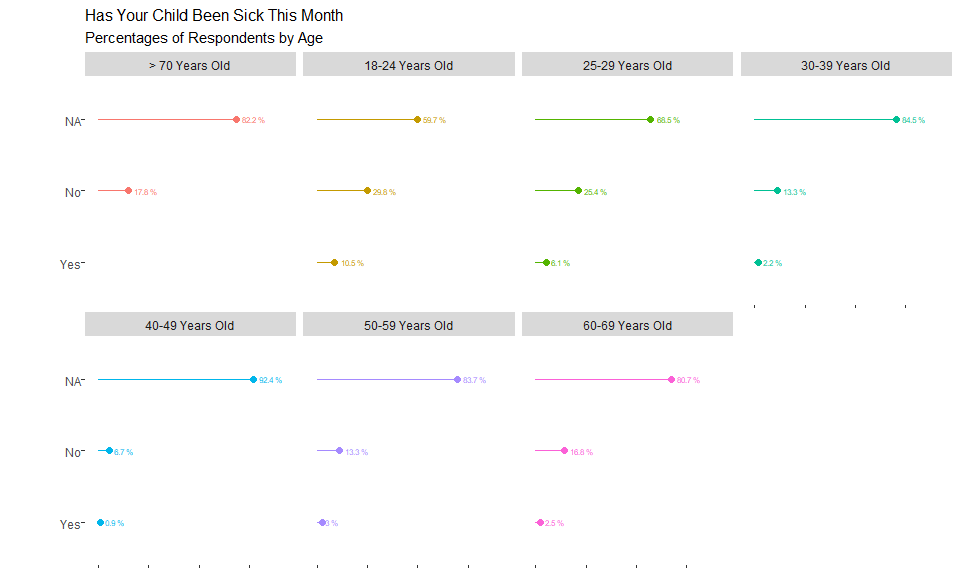 Has Your Child Been Sick This Month
Percentages of Respondents by Age
> 70 Years Old
18-24 Years Old
25-29 Years Old
30-39 Years Old
NA
82.2 %
59.7 %
68.5 %
84.5 %
No
17.8 %
29.8 %
25.4 %
13.3 %
Yes
10.5 %
6.1 %
2.2 %
40-49 Years Old
50-59 Years Old
60-69 Years Old
NA
92.4 %
83.7 %
80.7 %
No
6.7 %
13.3 %
16.8 %
Yes
0.9 %
3 %
2.5 %